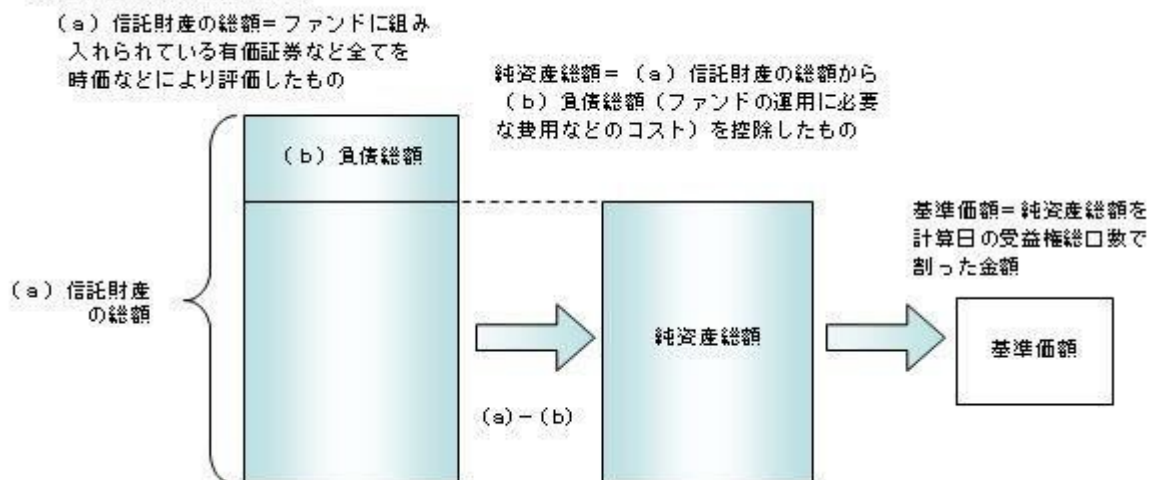 (a)信託財産の総額=ファンドに組み
入れられている有価証券など全てを
時価などにより評価したもの
純資産総額=(a)信託財産の総額から
(b)負債総額(ファンドの運用に必要
な費用などのコスト)を控除したもの
(b)負債総額
基準価額=純資産総額を
計算日の受益権総口数で
割った金額
(a)信託財産
の総額
純資産総額
基準価額
(a)-(b)